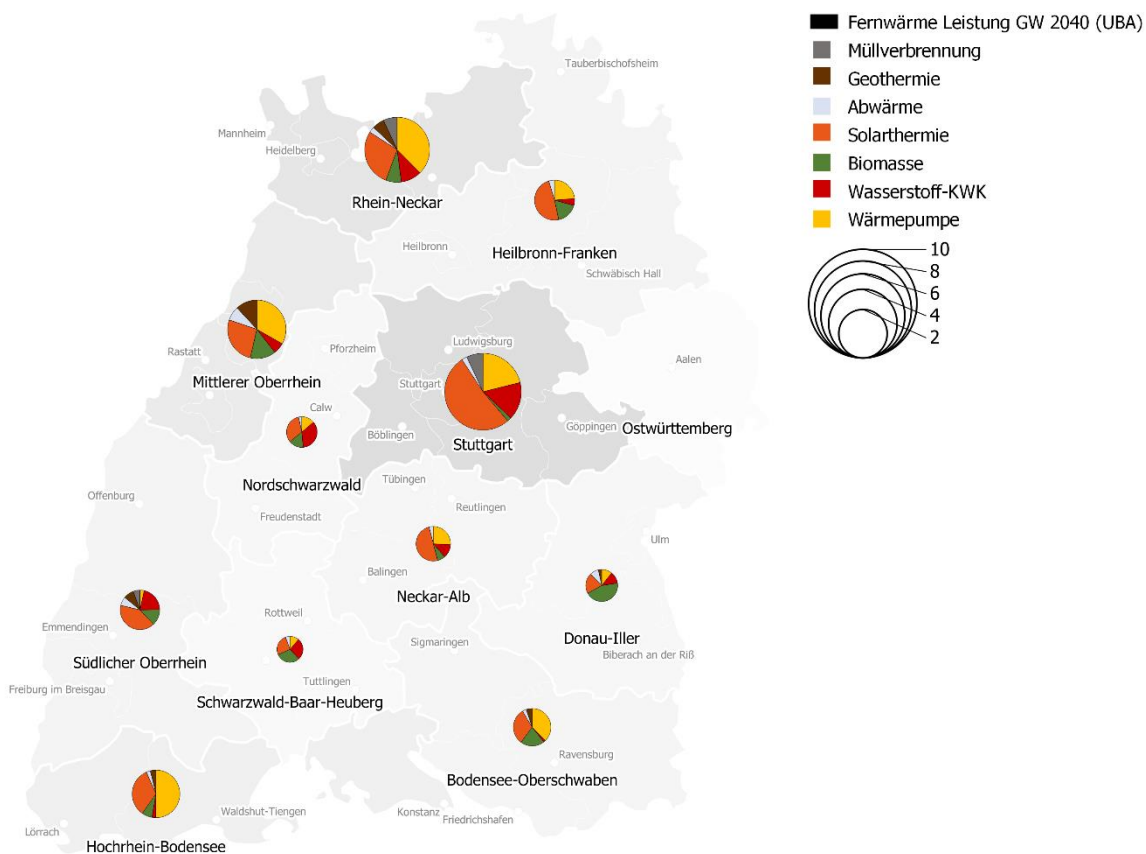 Fernwärme Leistung GW 2040 (UBA)
Müllverbrennung
Geothermie
Abwärme
Solarthermie
Biomasse
Wasserstoff-KWK
Wärmepumpe
10
8
6
4
2
Tauberbischofsheim
Mannheim
Heidelberg
Rhein-Neckar
Heilbronn
Heilbronn-Franken
Schwäbisch Hall
Rastatt
Pforzheim
Ludwigsburg
Aalen
Mittlerer Oberrhein
Stuttgart
Calw
Böblingen
Göppingen
Ostwürttemberg
Stuttgart
Nordschwarzwald
Tübingen
Offenburg
Freudenstadt
Reutlingen
Ulm
Balingen
Neckar-Alb
Emmendingen
Rottweil
Donau-Iller
Südlicher Oberrhein
Sigmaringen
Biberach an der Riß
Freiburg im Breisgau
Tuttlingen
Schwarzwald-Baar-Heuberg
Ravensburg
Bodensee-Oberschwaben
Waldshut-Tiengen
Konstanz
Friedrichshafen
Lörrach
Hochrhein-Bodensee